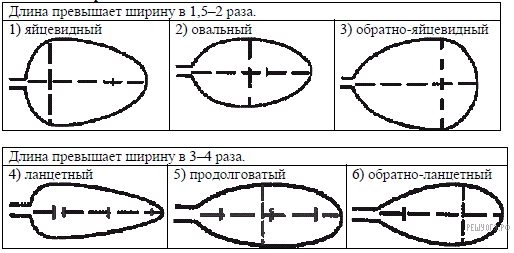 Длина превышает ширину в 1,5–2 раза.
1) яйцевидный 2) овальный 3) обратно-яйцевидный
Длина превышает ширину в 3–4 раза.
4) ланцетный 5) продолговатый 6) обратно-ланцетный